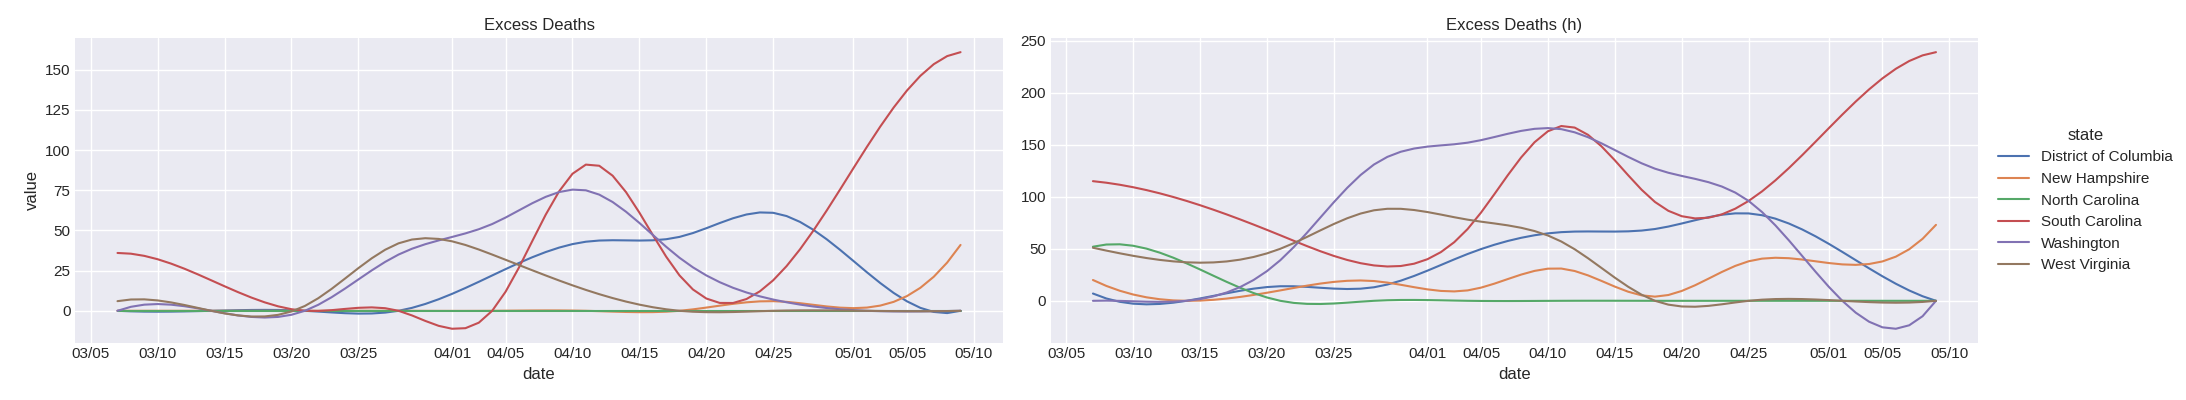 Excess Deaths
value
150
125
100
75
50
25
0
03/05 03/10 03/15 03/20 03/25 04/01 04/05 04/10 04/15 04/20 04/25 05/01 05/05 05/10
date
Excess Deaths (h)
250
200
150
100
50
0
03/05 03/10 03/15 03/20 03/25 04/01 04/05 04/10 04/15 04/20 04/25 05/01 05/05 05/10
date
state
District of Columbia
New Hampshire
North Carolina
South Carolina
Washington
West Virginia